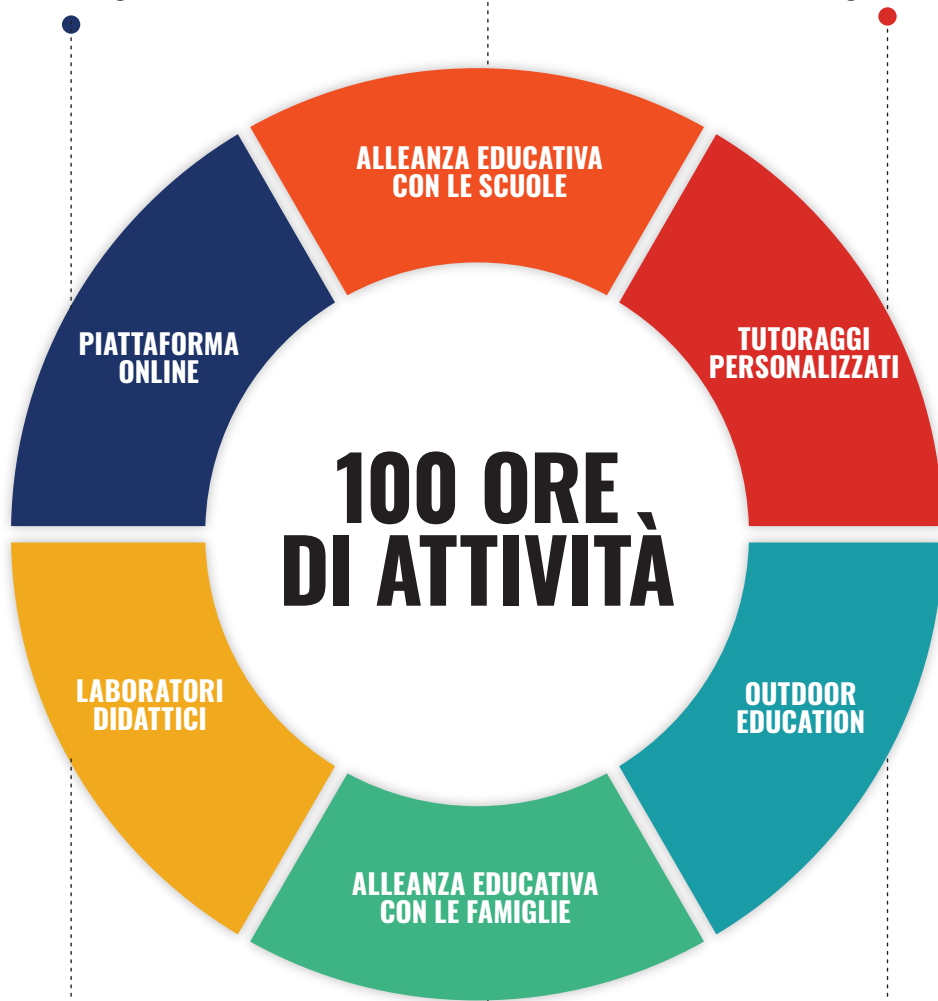 ALLEANZA EDUCATIVA
CON LE SCUOLE
PIATTAFORMA
ONLINE
TUTORAGGI
PERSONALIZZATI
100 ORE
DI ATTIVITÀ
LABORATORI
DIDATTICI
OUTDOOR
EDUCATION
ALLEANZA EDUCATIVA
CON LE FAMIGLIE